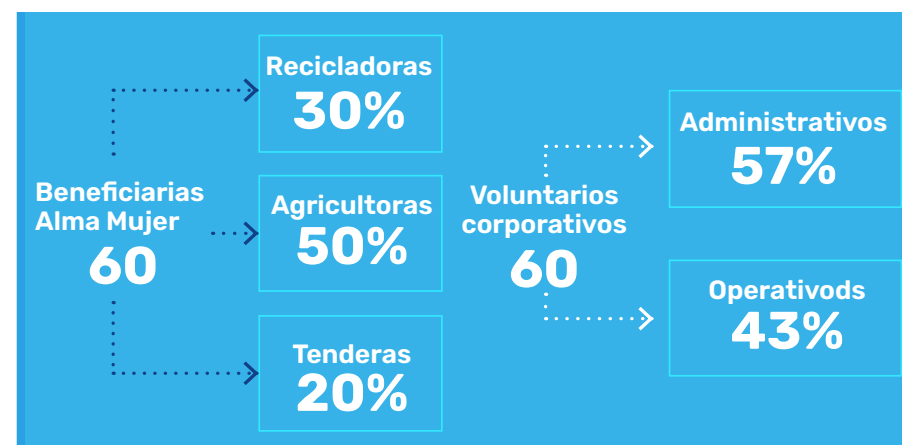 Beneficiarias
Alma Mujer
60
Recicladoras
30%
Agricultoras
50%
Tenderas
20%
Voluntarios
corporativos
60
Administrativos
57%
Operativods
43%